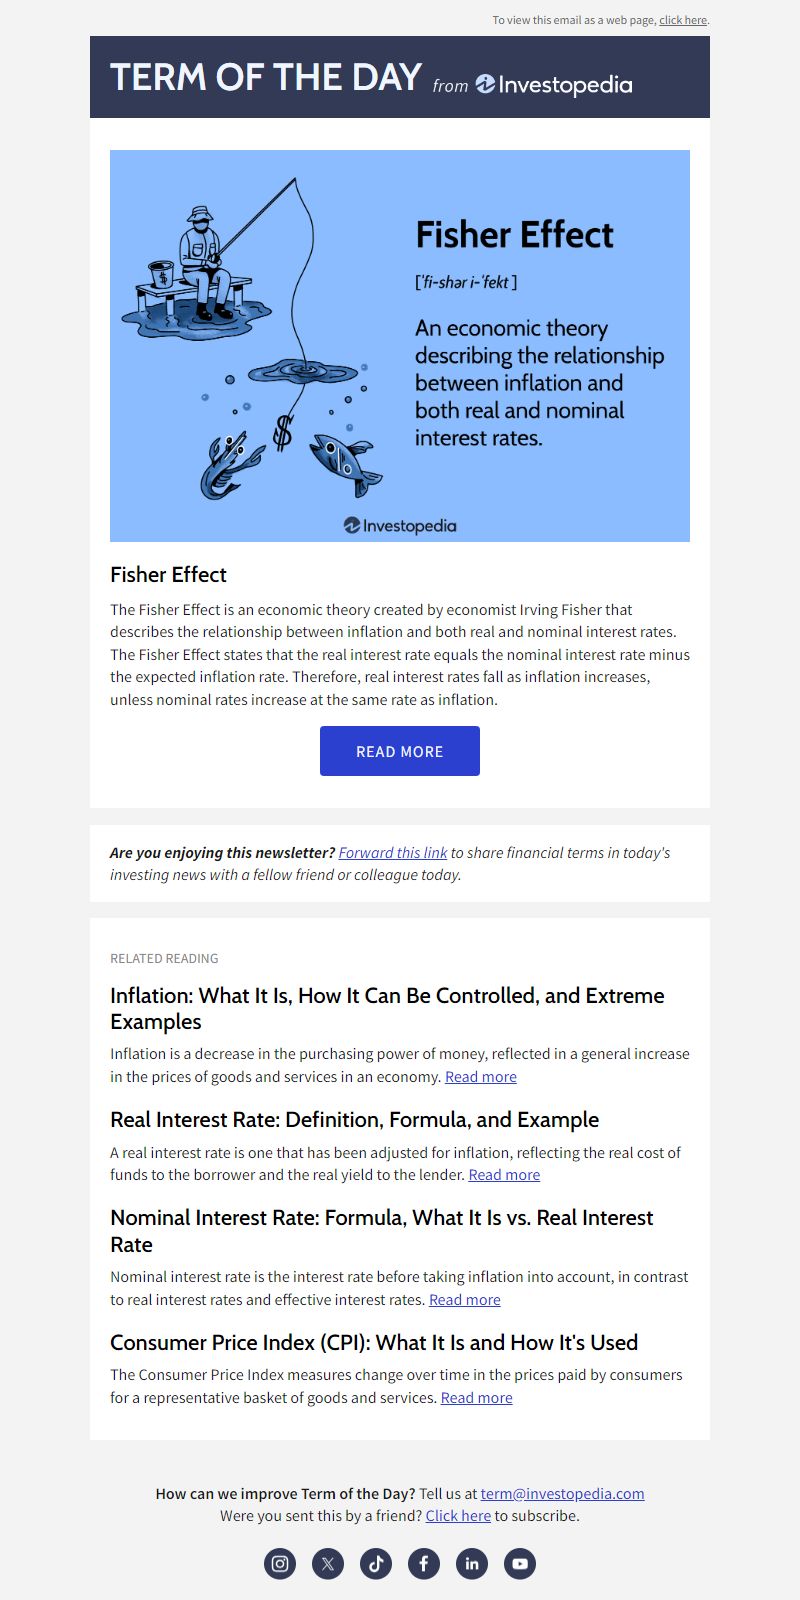 To view this email as a web page, click here.
TERM OF THE DAY from Investopedia
Fisher Effect
[ˈfi-shər i-ˈfekt ]
An economic theory
describing the relationship
between inflation and
both real and nominal
interest rates.
$
$
%
%
Investopedia
Fisher Effect
The Fisher Effect is an economic theory created by economist Irving Fisher that
describes the relationship between inflation and both real and nominal interest rates.
The Fisher Effect states that the real interest rate equals the nominal interest rate minus
the expected inflation rate. Therefore, real interest rates fall as inflation increases,
unless nominal rates increase at the same rate as inflation.
READ MORE
Are you enjoying this newsletter? Forward this link to share financial terms in today's
investing news with a fellow friend or colleague today.
RELATED READING
Inflation: What It Is, How It Can Be Controlled, and Extreme
Examples
Inflation is a decrease in the purchasing power of money, reflected in a general increase
in the prices of goods and services in an economy. Read more
Real Interest Rate: Definition, Formula, and Example
A real interest rate is one that has been adjusted for inflation, reflecting the real cost of
funds to the borrower and the real yield to the lender. Read more
Nominal Interest Rate: Formula, What It Is vs. Real Interest
Rate
Nominal interest rate is the interest rate before taking inflation into account, in contrast
to real interest rates and effective interest rates. Read more
Consumer Price Index (CPI): What It Is and How It's Used
The Consumer Price Index measures change over time in the prices paid by consumers
for a representative basket of goods and services. Read more
How can we improve Term of the Day? Tell us at term@investopedia.com
Were you sent this by a friend? Click here to subscribe.